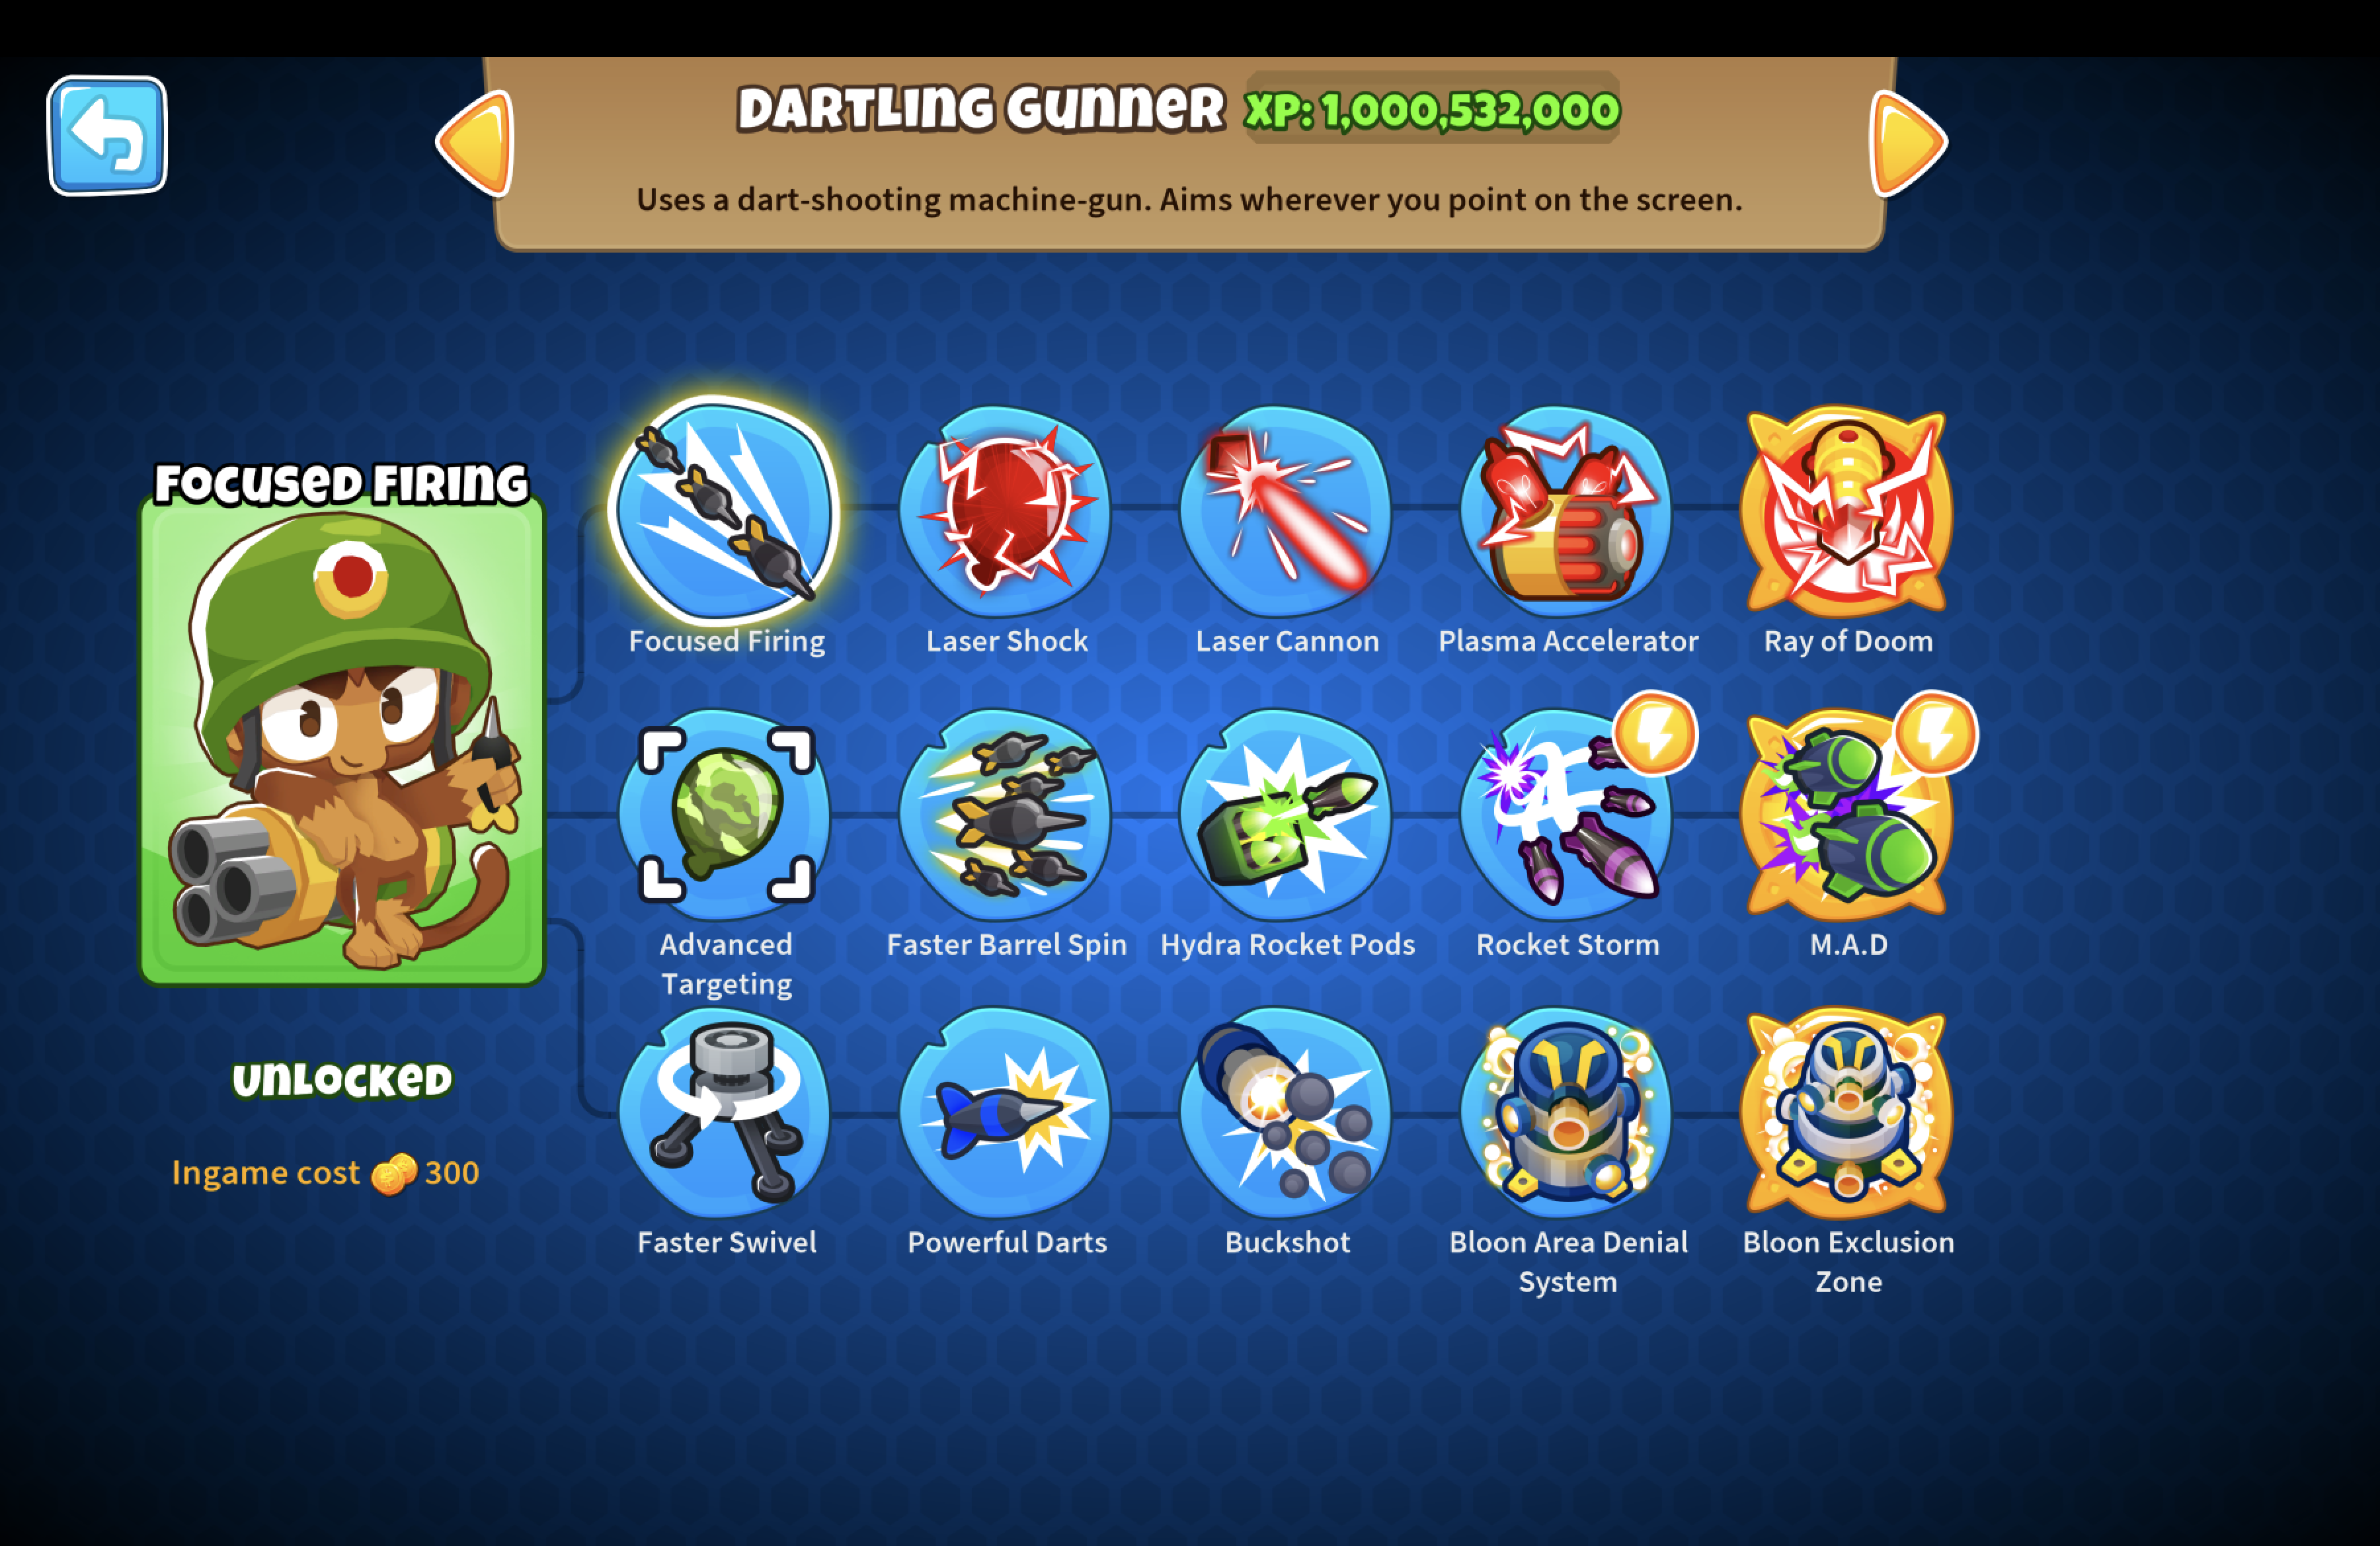 DARTLING GUNNER XP: 1,000,532,000
Uses a dart-shooting machine-gun. Aims wherever you point on the screen.
FOCUSED FIRING
UNLOCKED
Ingame cost 300
Focused Firing
Laser Shock
Laser Cannon
Plasma Accelerator
Ray of Doom
Advanced
Targeting
Faster Barrel Spin
Hydra Rocket Pods
Rocket Storm
M.A.D
Faster Swivel
Powerful Darts
Buckshot
Bloon Area Denial
System
Bloon Exclusion
Zone